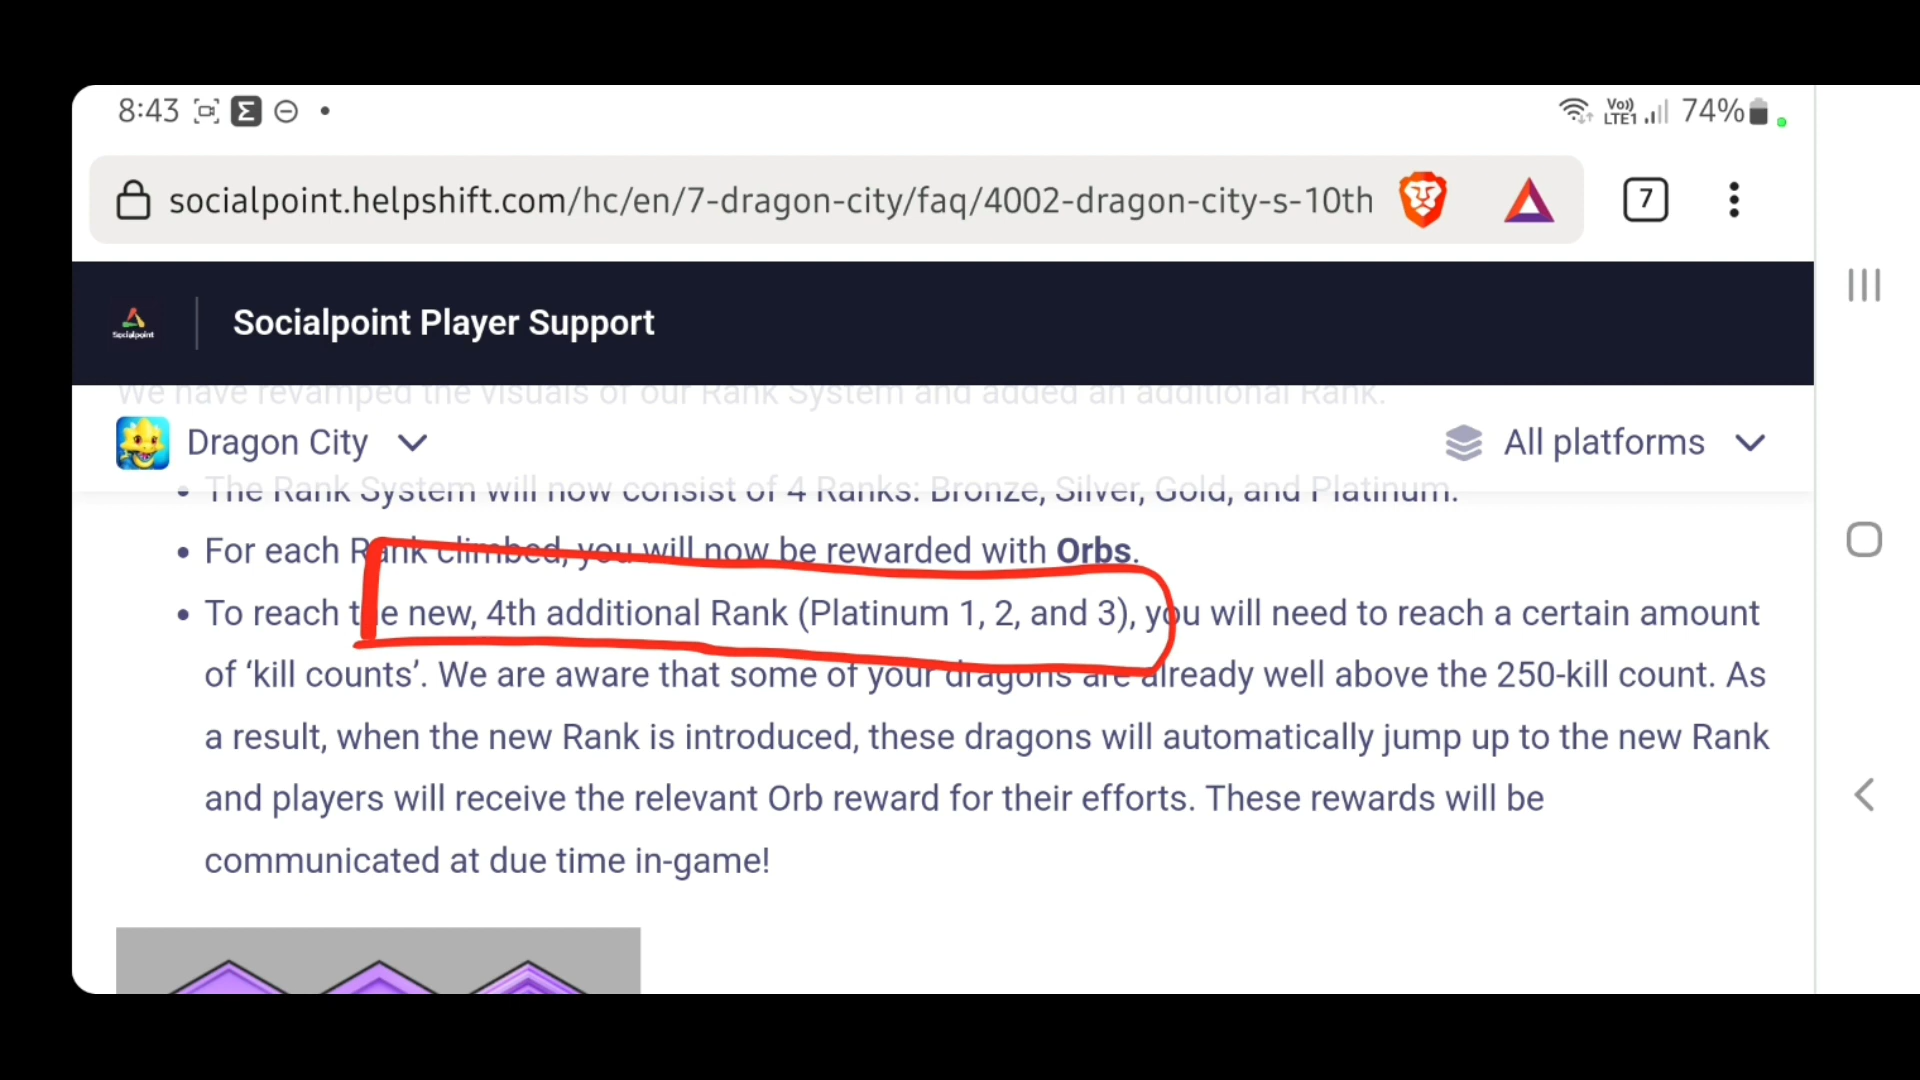 8:43
Vo)) LTE1 74%
socialpoint.helpshift.com/hc/en/7-dragon-city/faq/4002-dragon-city-s-10th
7
Socialpoint
Socialpoint Player Support
We have revamped the visuals of our Rank System and added an additional Rank.
Dragon City
All platforms
• The Rank System will now consist of 4 Ranks: Bronze, Silver, Gold, and Platinum.
• For each Rank climbed, you will now be rewarded with Orbs.
• To reach the new, 4th additional Rank (Platinum 1, 2, and 3), you will need to reach a certain amount
of ‘kill counts’. We are aware that some of your dragons are already well above the 250-kill count. As
a result, when the new Rank is introduced, these dragons will automatically jump up to the new Rank
and players will receive the relevant Orb reward for their efforts. These rewards will be
communicated at due time in-game!